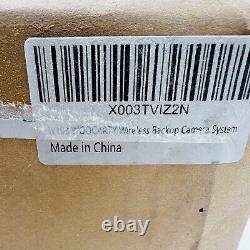 X003TVIZ2N
Wireless Backup Camera System
Made in China